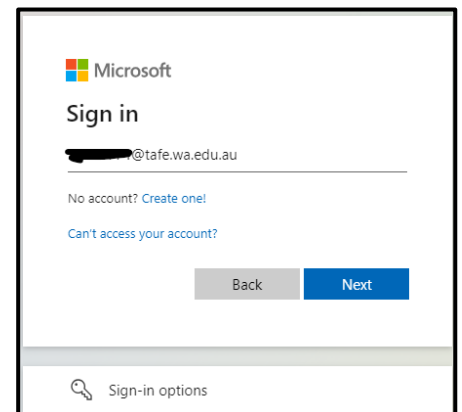 Microsoft
Sign in
@tafe.wa.edu.au
No account? Create one!
Can't access your account?
Back
Next
Sign-in options